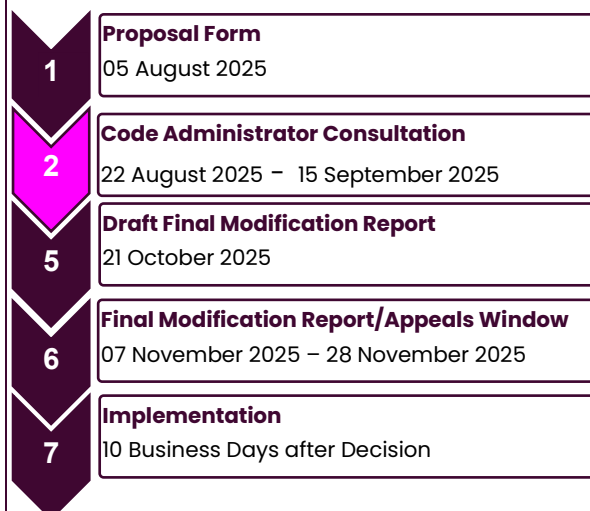 1
Proposal Form
05 August 2025
2
Code Administrator Consultation
22 August 2025 – 15 September 2025
5
Draft Final Modification Report
21 October 2025
6
Final Modification Report/Appeals Window
07 November 2025 – 28 November 2025
7
Implementation
10 Business Days after Decision